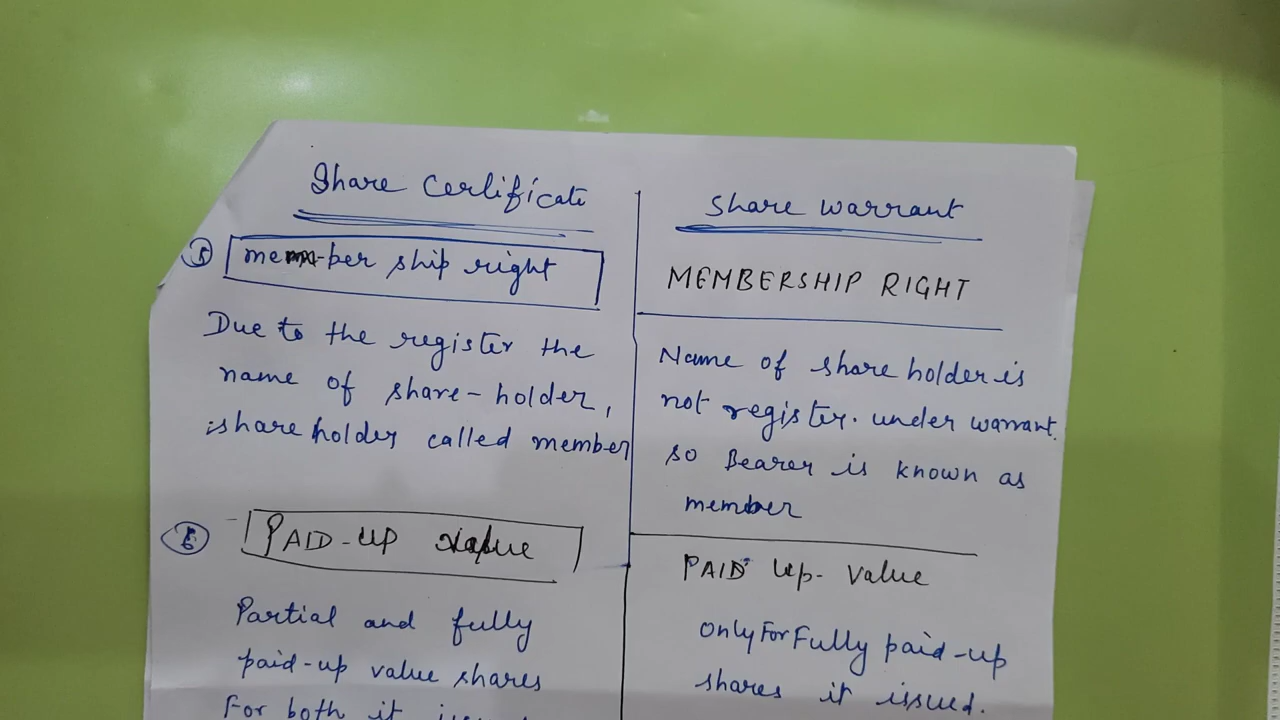 Share Certificate
member ship right
Due to the register the
name of share-holder,
share holder called member
PAID-UP value
Partial and fully
paid-up value shares
For both it
share warrant
MEMBERSHIP RIGHT
Name of share holder is
not register. under warrant.
so Bearer is known as
member
PAID up- value
only For Fully paid-up
shares it issued.